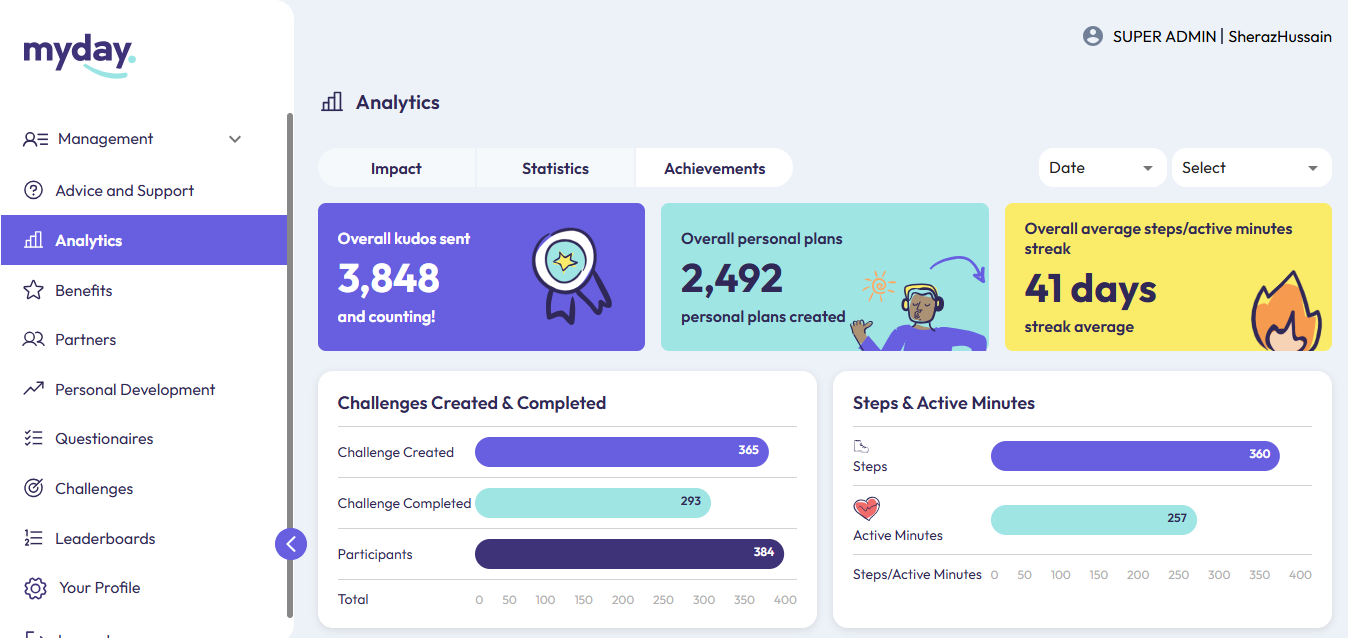 myday.
SUPER ADMIN | SherazHussain
Management
Advice and Support
Analytics
Benefits
Partners
Personal Development
Questionaires
Challenges
Leaderboards
Your Profile
Analytics
Impact
Statistics
Achievements
Date
Select
Overall kudos sent
3,848
and counting!
Overall personal plans
2,492
personal plans created
Overall average steps/active minutes
streak
41 days
streak average
Challenges Created & Completed
Challenge Created 365
Challenge Completed 293
Participants 384
Total 0 50 100 150 200 250 300 350 400
Steps & Active Minutes
Steps 360
Active Minutes 257
Steps/Active Minutes 0 50 100 150 200 250 300 350 400